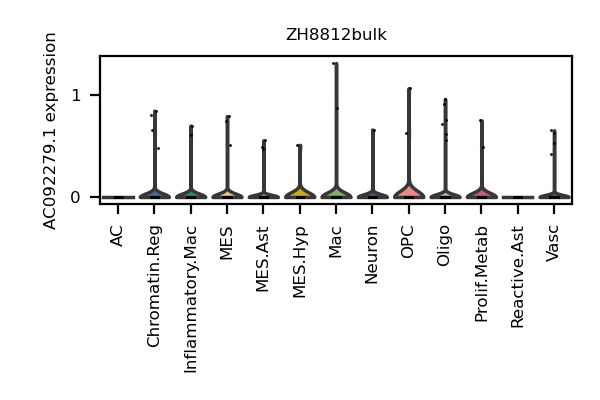 ZH8812bulk
AC092279.1 expression
1
0
AC
Chromatin.Reg
Inflammatory.Mac
MES
MES.Ast
MES.Hyp
Mac
Neuron
OPC
Oligo
Prolif.Metab
Reactive.Ast
Vasc